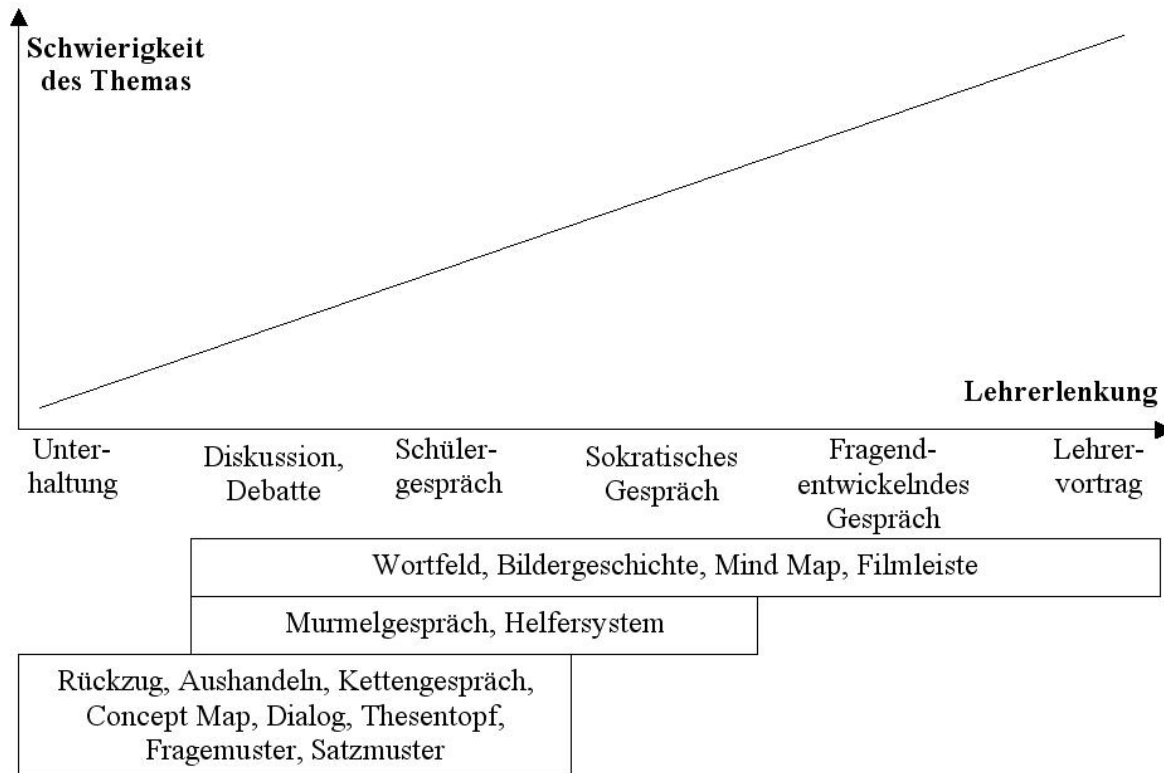 Schwierigkeit
des Themas
Lehrerlenkung
Unter-
haltung
Diskussion,
Debatte
Schüler-
gespräch
Sokratisches
Gespräch
Fragend-
entwickelndes
Gespräch
Lehrer-
vortrag
Wortfeld, Bildergeschichte, Mind Map, Filmleiste
Murmelgespräch, Helfersystem
Rückzug, Aushandeln, Kettengespräch,
Concept Map, Dialog, Thesentopf,
Fragemuster, Satzmuster